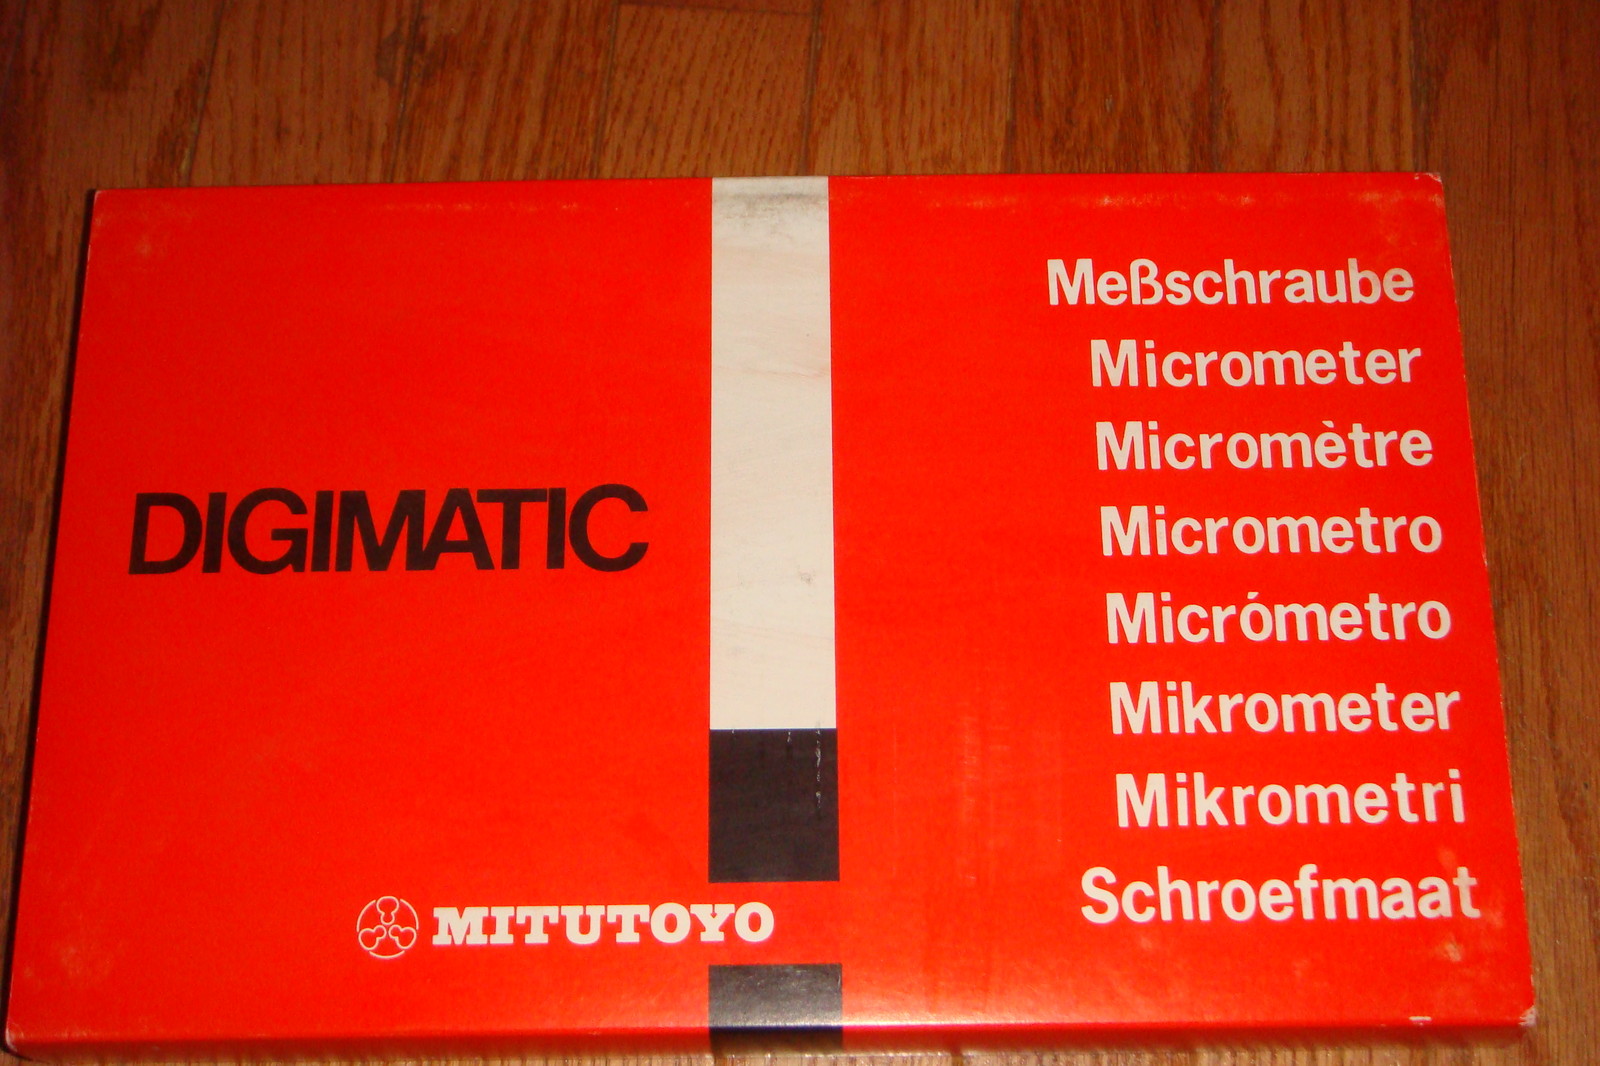 DIGIMATIC
MITUTOYO
Meßschraube
Micrometer
Micromètre
Micrometro
Micrómetro
Mikrometer
Mikrometri
Schroefmaat